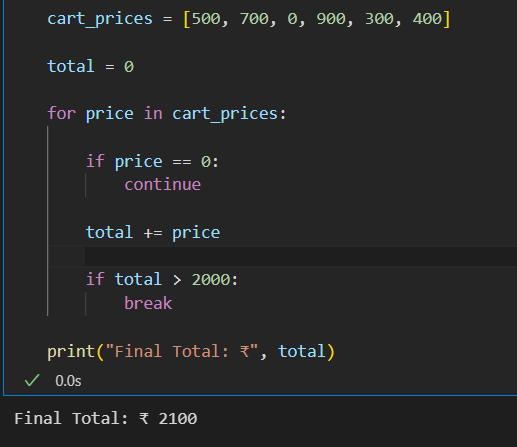 cart_prices = [500, 700, 0, 900, 300, 400]
total = 0
for price in cart_prices:
if price == 0:
continue
total += price
if total > 2000:
break
print("Final Total: ₹", total)
✓ 0.0s
Final Total: ₹ 2100